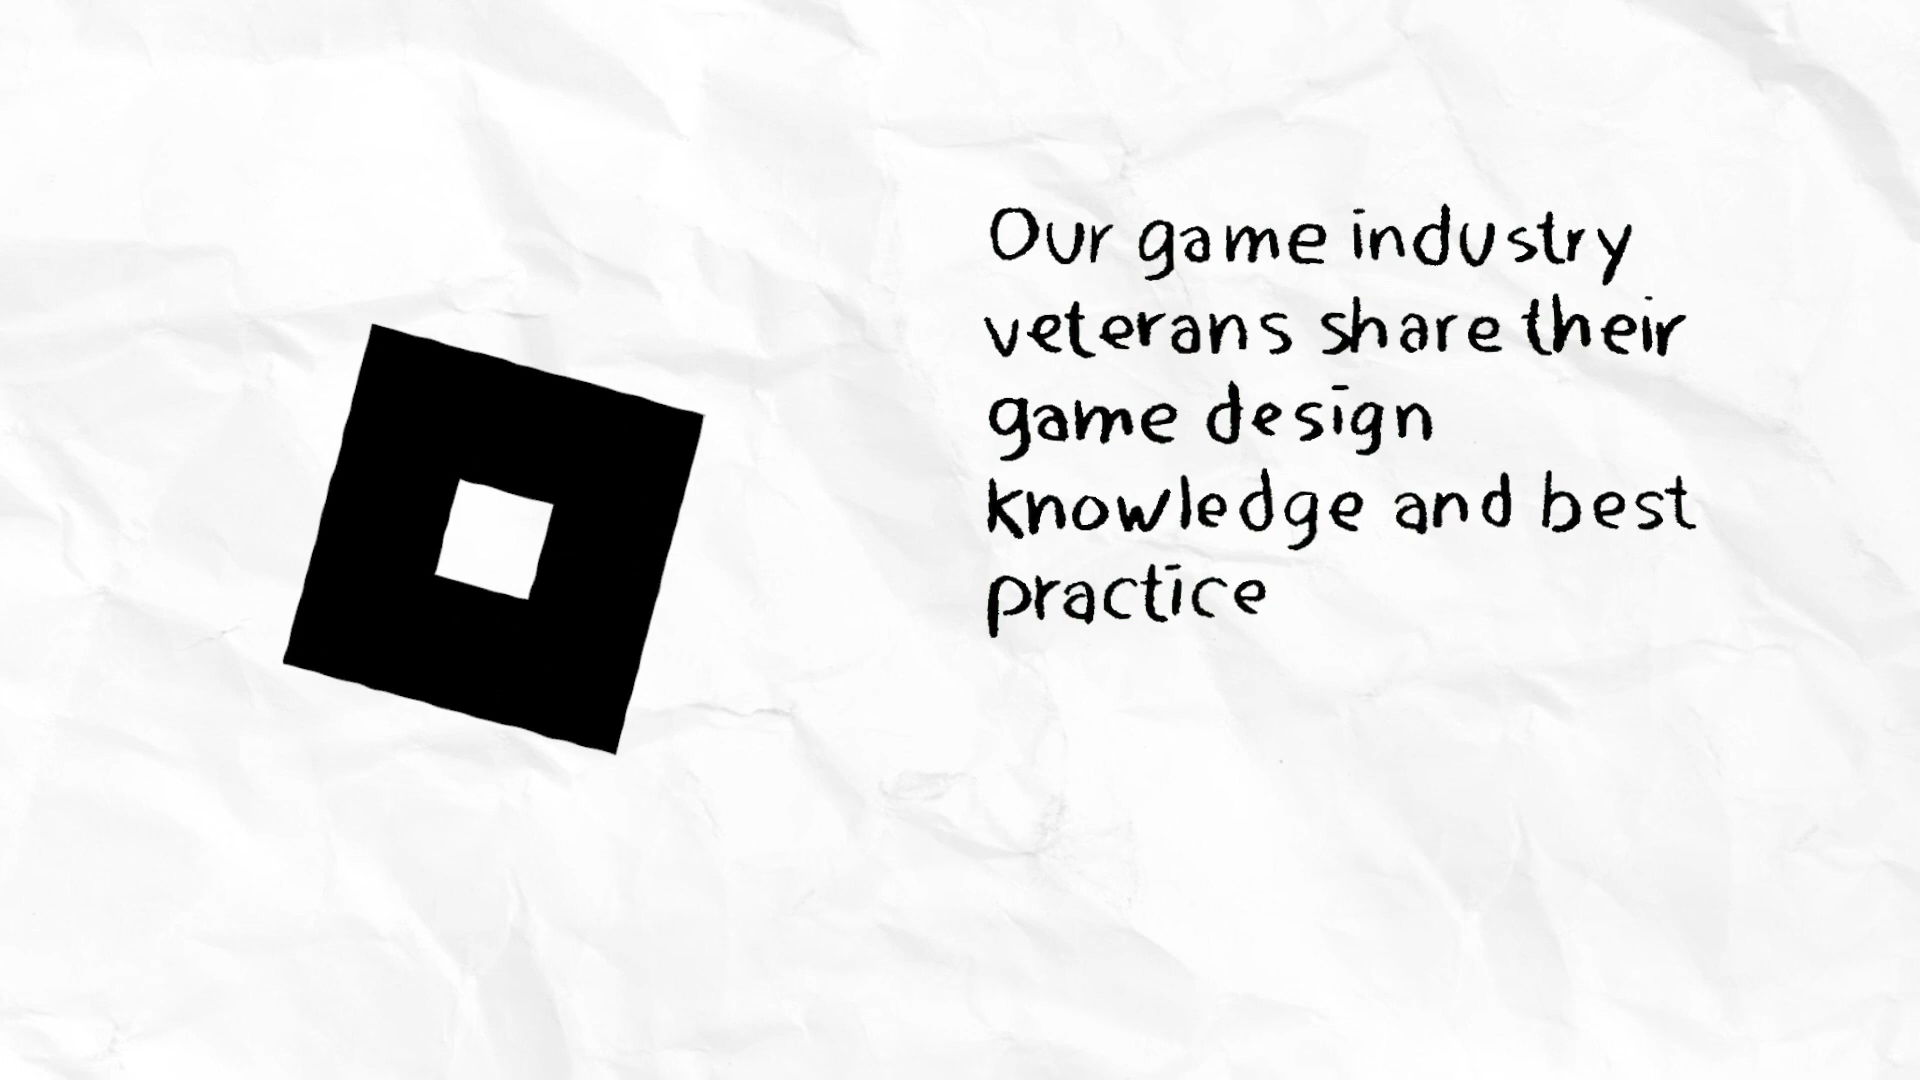 Our game industry
veterans share their
game design
knowledge and best
practice